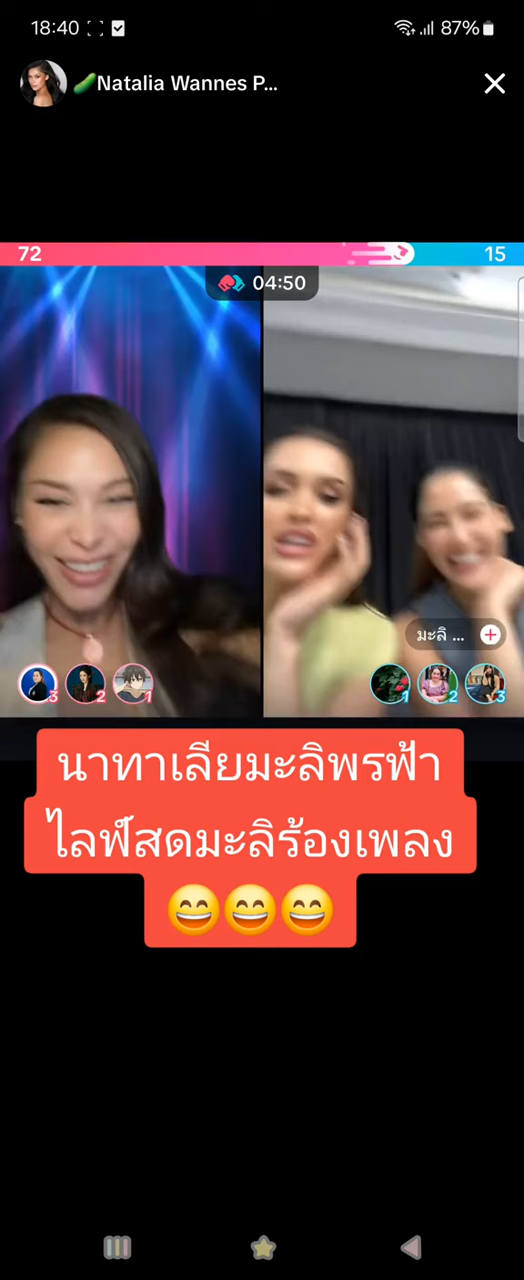 18:40
87%
Natalia Wannes P...
72
15
04:50
มะลิ ...
3
2
1
1
2
3
นาทาเลียมะลิพรฟ้า
ไลฟ์สดมะลิร้องเพลง